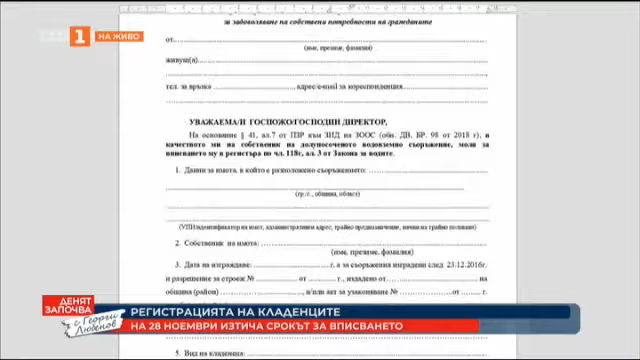 БНТ 1 НА ЖИВО
за задоволяване на собствени потребности на гражданите
от
(име, презиме, фамилия)
живущ(а)
тел. за връзка адрес/e-mail за кореспонденция
УВАЖАЕМА/И ГОСПОЖО/ГОСПОДИН ДИРЕКТОР,
На основание § 41, ал.7 от ПЗР към ЗИД на ЗООС (обн. ДВ, БР. 98 от 2018 г), в
качеството ми на собственик на долупосоченото водовземно съоръжение, моля за
вписването му в регистъра по чл. 118г, ал. 3 от Закона за водите.
1. Данни за имота, в който е разположено съоръжението:
(гр./с., община, област)
(УПИ/идентификатор на имот, административен адрес, трайно предназначение, начин на трайно ползване)
2. Собственик на имота:
(име, презиме, фамилия)
3. Дата на изграждане: г. а за съоръжения изградени след 23.12.2016г.
и разрешение за строеж № от г., издадено от на
община (район) и/или акт за узаконяване № от г.
5. Вид на кладенеца:
ДЕНЯТ
ЗАПОЧВА
с Георги
Любенов
РЕГИСТРАЦИЯТА НА КЛАДЕНЦИТЕ
НА 28 НОЕМВРИ ИЗТИЧА СРОКЪТ ЗА ВПИСВАНЕТО